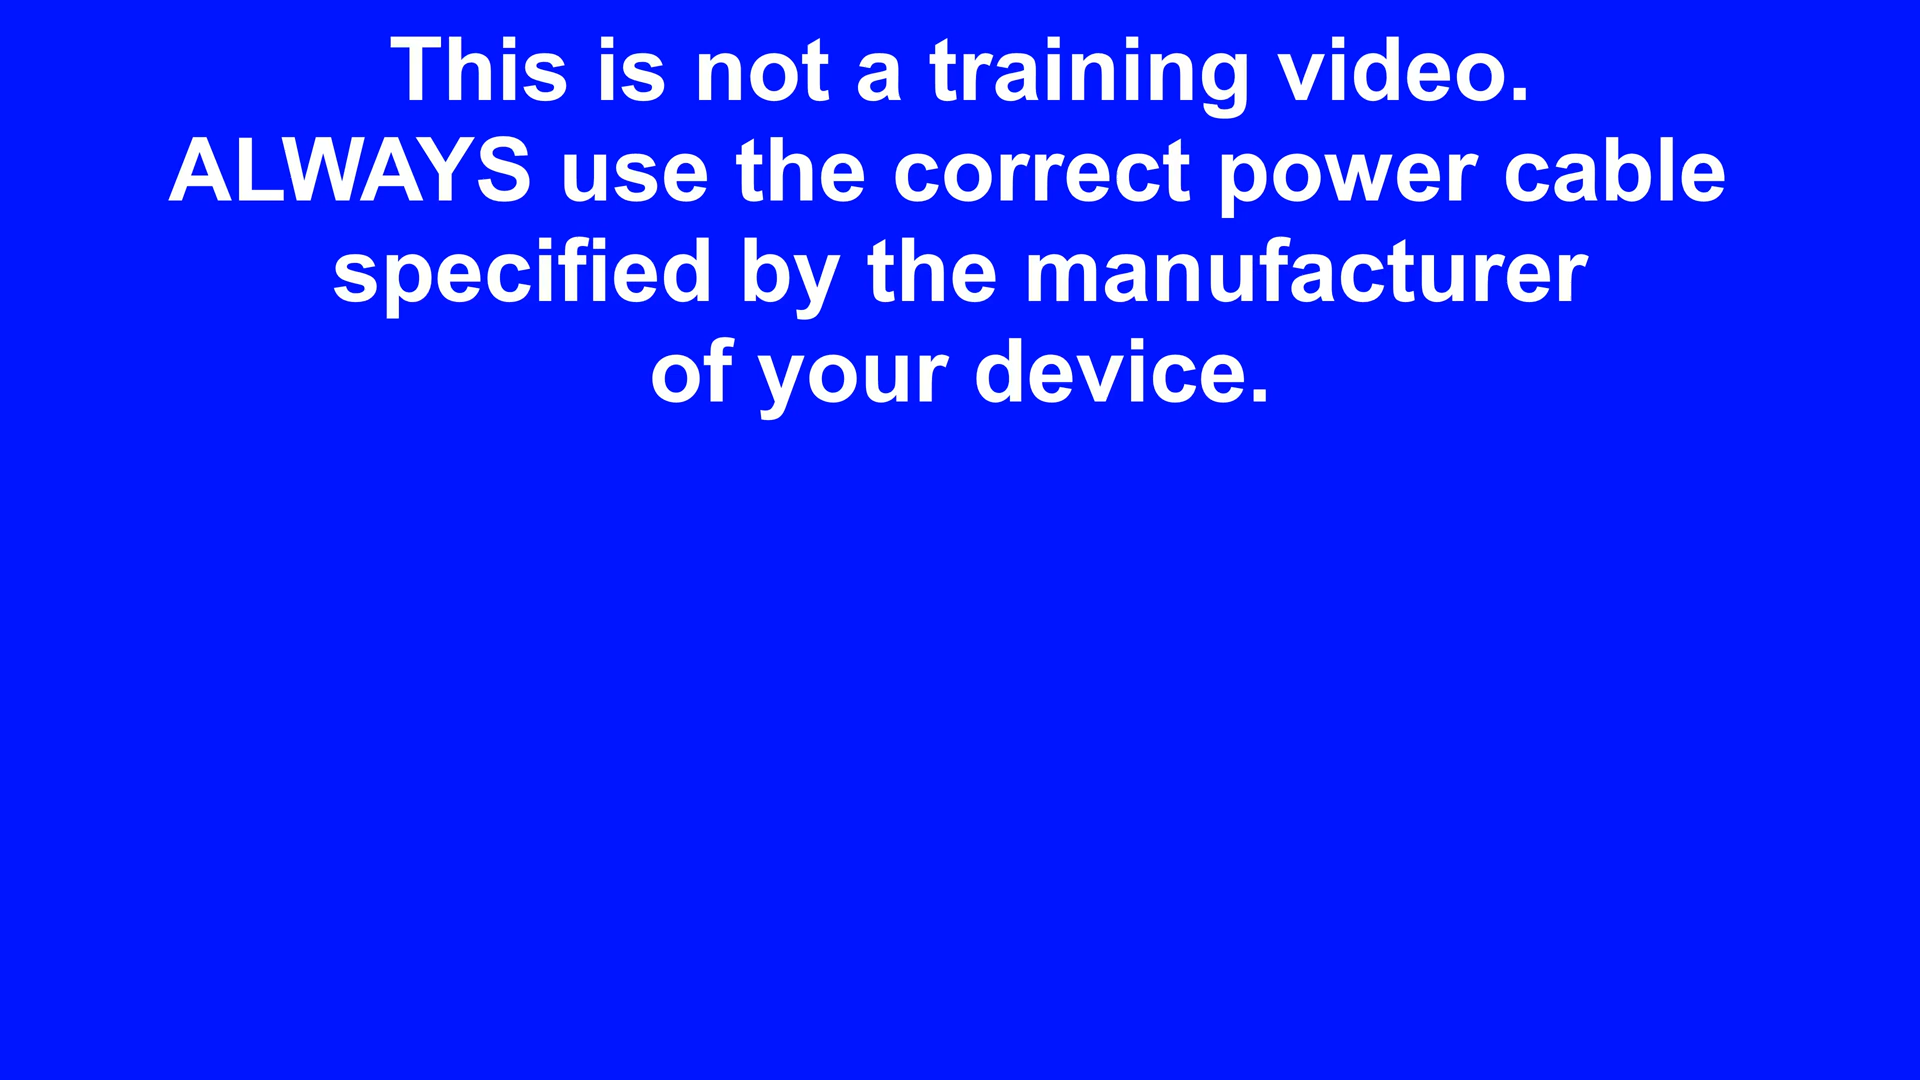 This is not a training video.
ALWAYS use the correct power cable
specified by the manufacturer
of your device.